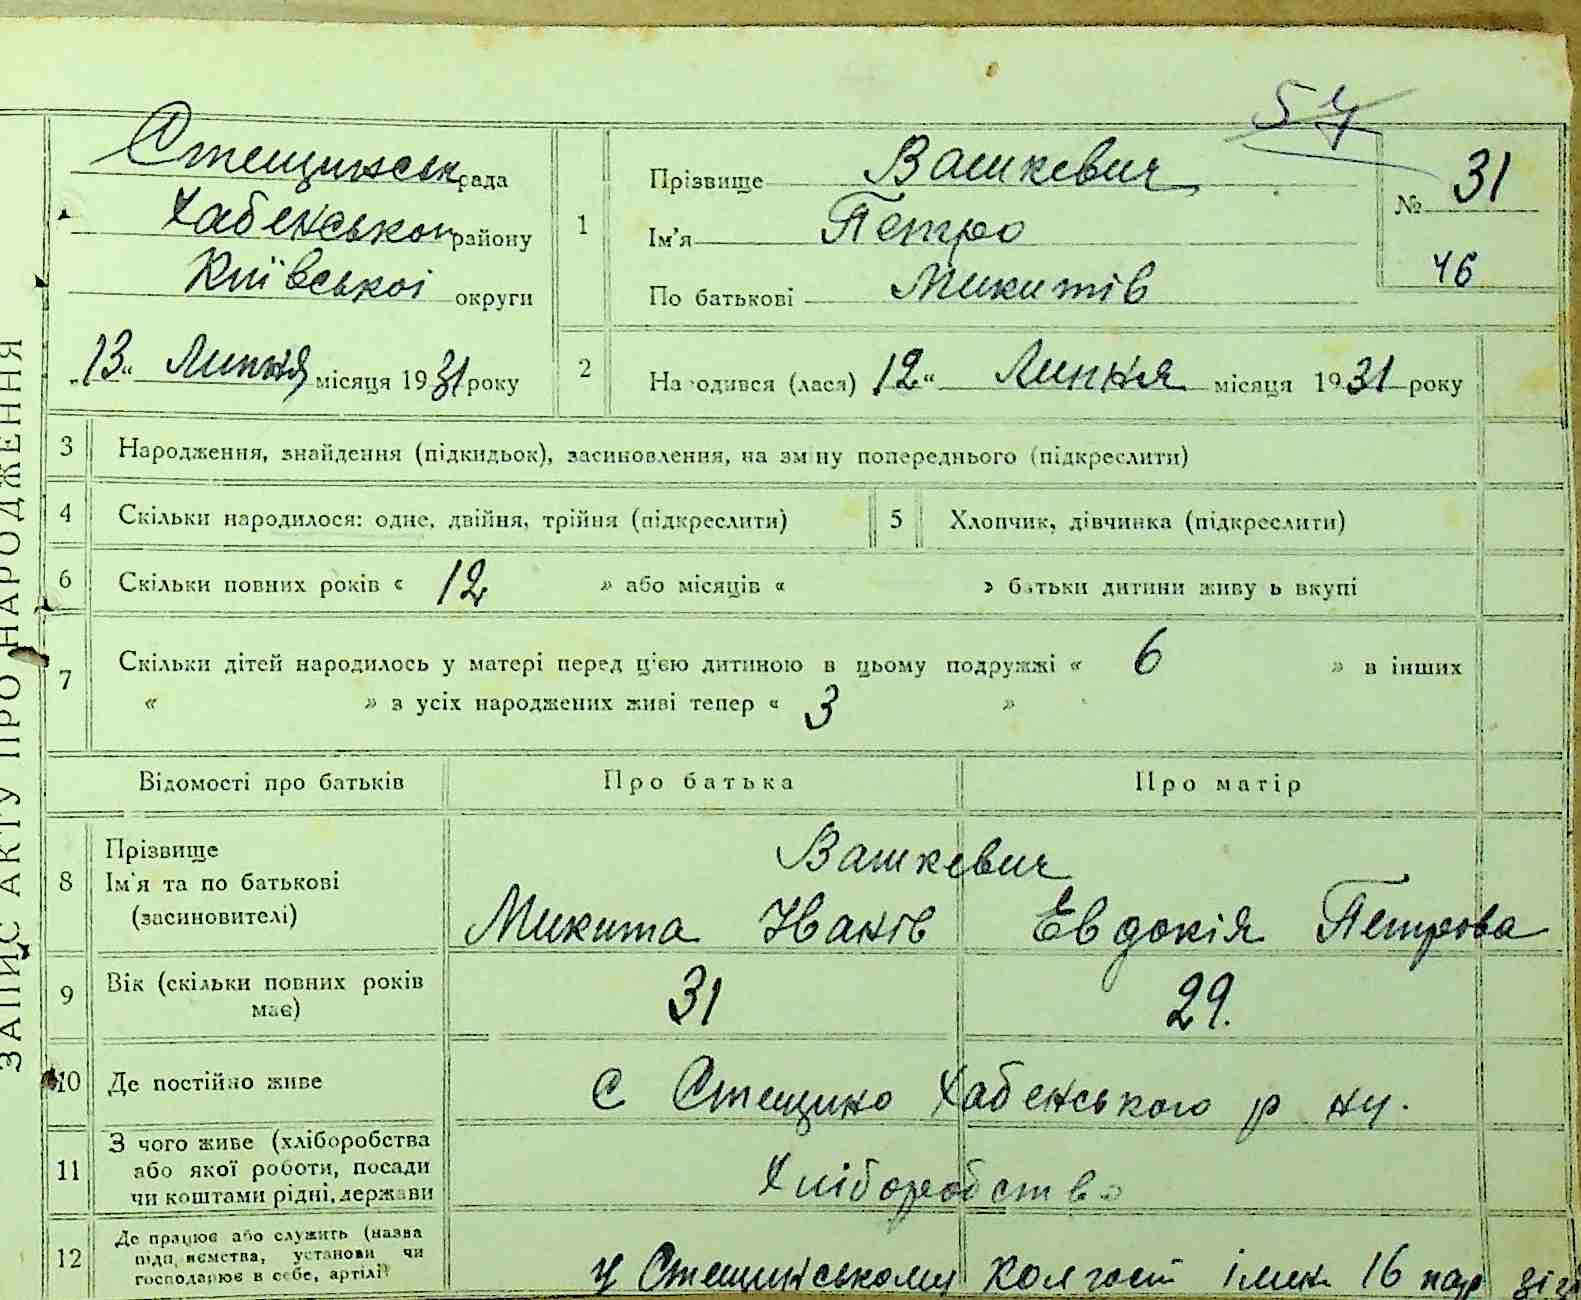 57
Стещинськ рада
Хабенського району
Київської округи
„13“ Липня місяця 1931 року
1
Прізвище Вашкевич
Ім'я Петро
По батькові Микитів
№ 31
46
2
Народився (лася) 12“ Липня місяця 1931 року
ЗАПИС АКТУ ПРО НАРОДЖЕННЯ
3 Народження, знайдення (підкидьок), засиновлення, на зміну попереднього (підкреслити)
4 Скільки народилося: одне, двійня, трійня (підкреслити) 5 Хлопчик, дівчинка (підкреслити)
6 Скільки повних років « 12 » або місяців « » батьки дитини живуть вкупі
7 Скільки дітей народилось у матері перед цією дитиною в цьому подружжі « 6 » в інших
« » з усіх народжених живі тепер « 3 »
Відомості про батьків Про батька Про матір
8 Прізвище
Ім'я та по батькові
(засиновителі)
Вашкевич
Микита Іванів Евдокія Петрова
9 Вік (скільки повних років
має)
31 29.
10 Де постійно живе с Стещино Хабенського р ну.
11 З чого живе (хліборобства
або якої роботи, посади
чи коштами рідні, держави
Хліборобство
12 Де працює або служить (назва
підприємства, установи чи
господарює в себе, артілі
У Стещинському колгосп імен 16 пар зїзд